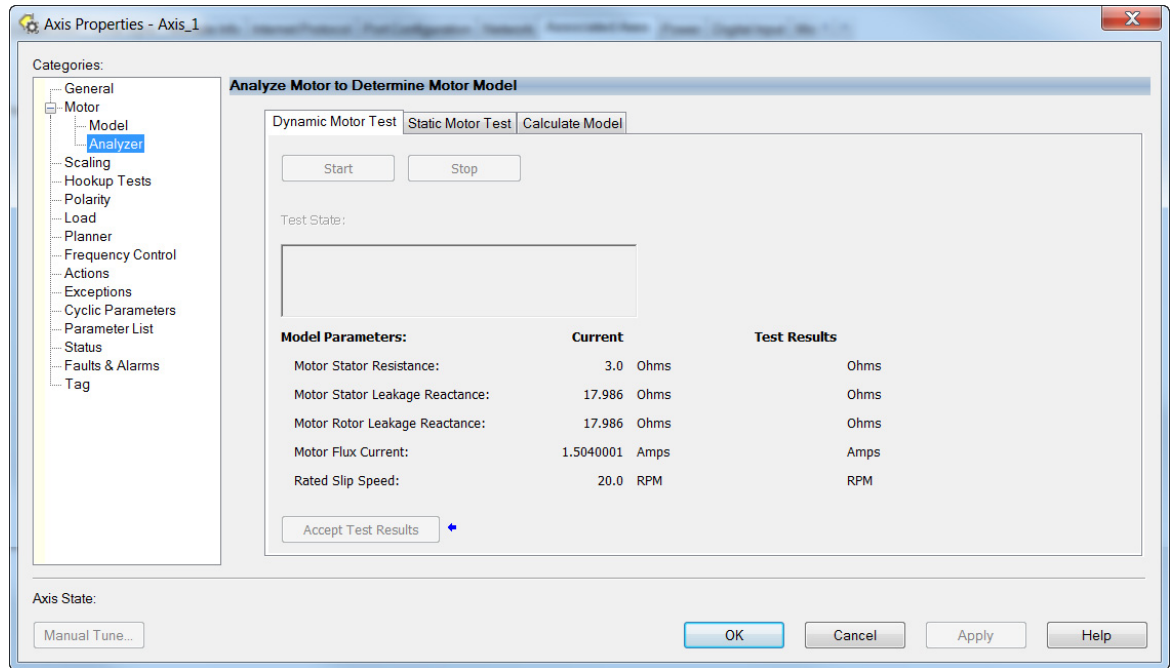 Axis Properties - Axis_1
Categories:
General
Motor
Model
Analyzer
Scaling
Hookup Tests
Polarity
Load
Planner
Frequency Control
Actions
Exceptions
Cyclic Parameters
Parameter List
Status
Faults & Alarms
Tag
Analyze Motor to Determine Motor Model
Dynamic Motor Test Static Motor Test Calculate Model
Start Stop
Test State:
Model Parameters: Current Test Results
Motor Stator Resistance: 3.0 Ohms Ohms
Motor Stator Leakage Reactance: 17.986 Ohms Ohms
Motor Rotor Leakage Reactance: 17.986 Ohms Ohms
Motor Flux Current: 1.5040001 Amps Amps
Rated Slip Speed: 20.0 RPM RPM
Accept Test Results
Axis State:
Manual Tune... OK Cancel Apply Help